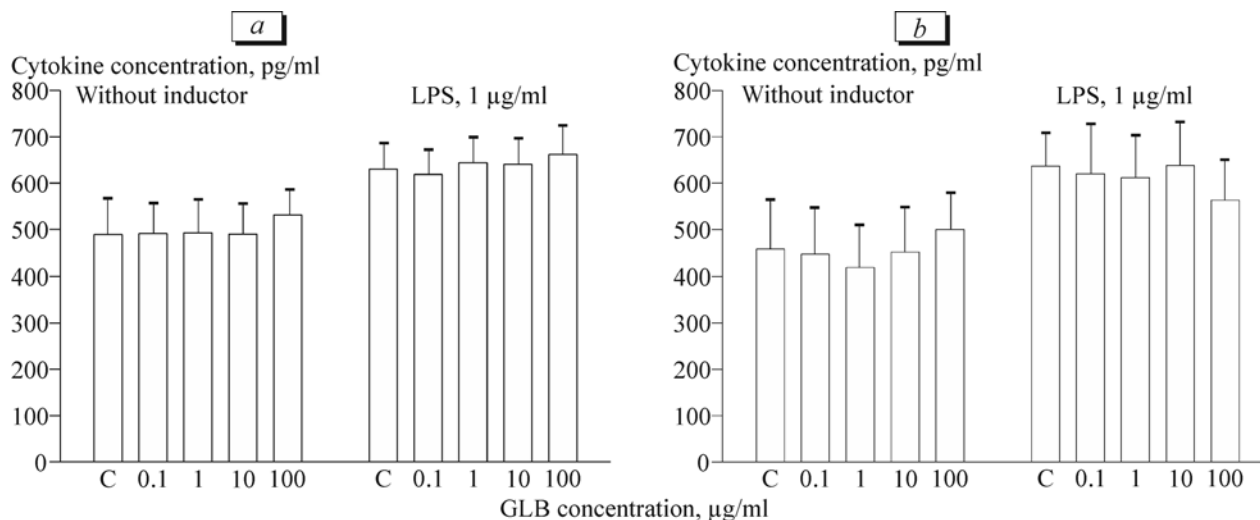 a
Cytokine concentration, pg/ml
Without inductor
LPS, 1 µg/ml
800
700
600
500
400
300
200
100
0
C 0.1 1 10 100
C 0.1 1 10 100
b
Cytokine concentration, pg/ml
Without inductor
LPS, 1 µg/ml
800
700
600
500
400
300
200
100
0
C 0.1 1 10 100
C 0.1 1 10 100
GLB concentration, µg/ml